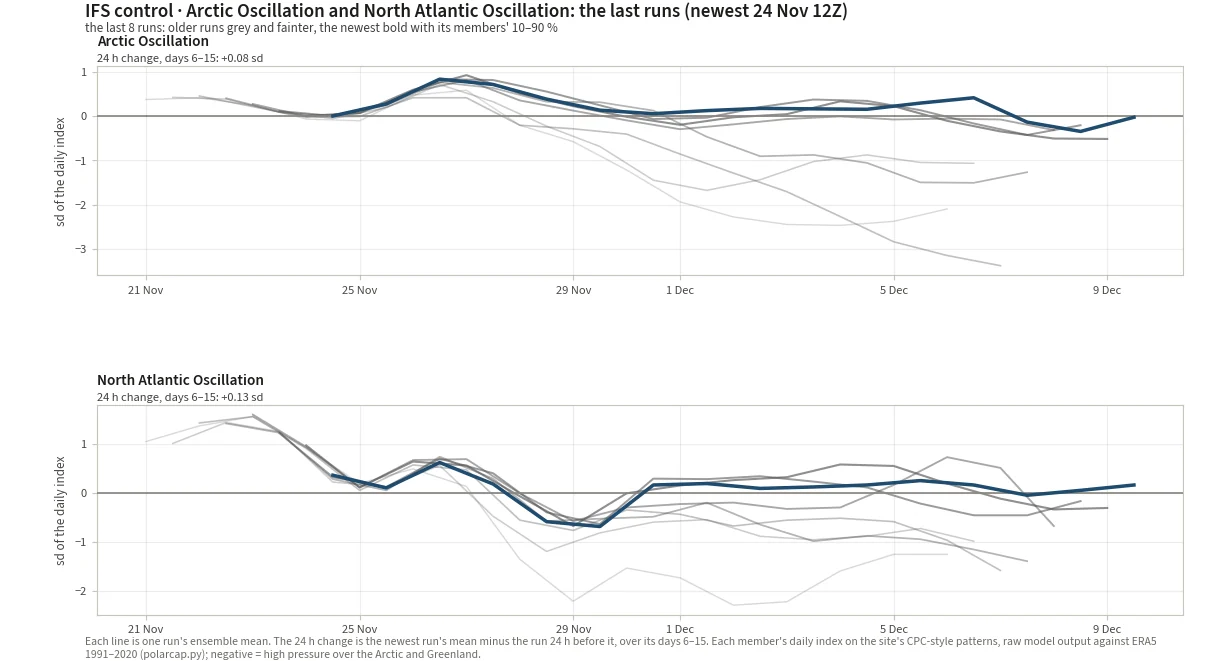 IFS control · Arctic Oscillation and North Atlantic Oscillation: the last runs (newest 24 Nov 12Z)
the last 8 runs: older runs grey and fainter, the newest bold with its members' 10–90 %
Arctic Oscillation
24 h change, days 6–15: +0.08 sd
sd of the daily index
1
0
−1
−2
−3
21 Nov
25 Nov
29 Nov
1 Dec
5 Dec
9 Dec
North Atlantic Oscillation
24 h change, days 6–15: +0.13 sd
sd of the daily index
1
0
−1
−2
21 Nov
25 Nov
29 Nov
1 Dec
5 Dec
9 Dec
Each line is one run's ensemble mean. The 24 h change is the newest run's mean minus the run 24 h before it, over its days 6–15. Each member's daily index on the site's CPC-style patterns, raw model output against ERA5
1991–2020 (polarcap.py); negative = high pressure over the Arctic and Greenland.